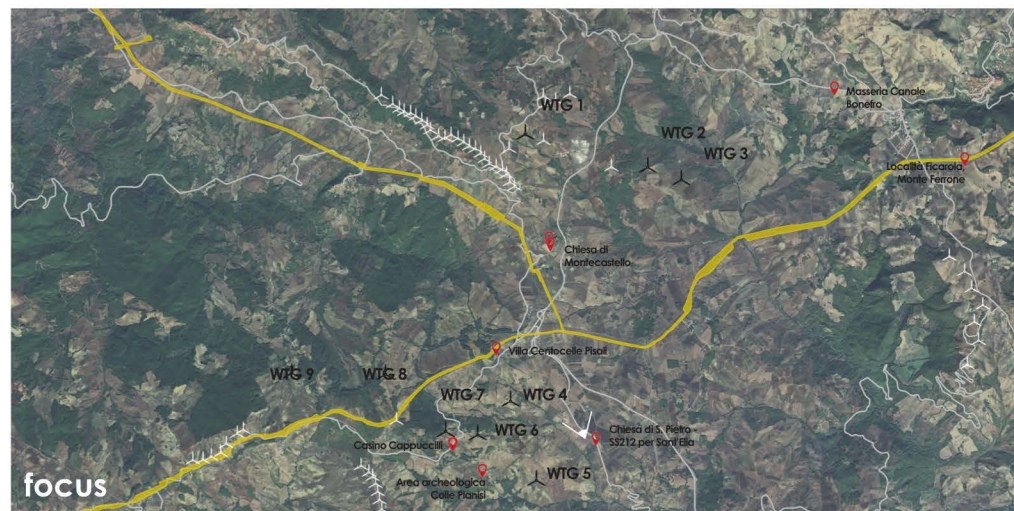 Masseria Canale
Bonefro
WTG 1
WTG 2
WTG 3
Località Ficarola,
Monte Ferrone
Chiesa di
Montecastello
Villa Centocelle Pisali
WTG 9
WTG 8
WTG 7
WTG 4
WTG 6
Chiesa di S. Pietro -
SS212 per Sant'Elia
Casino Cappuccilli
WTG 5
Area archeologica
Colle Pianisi
focus